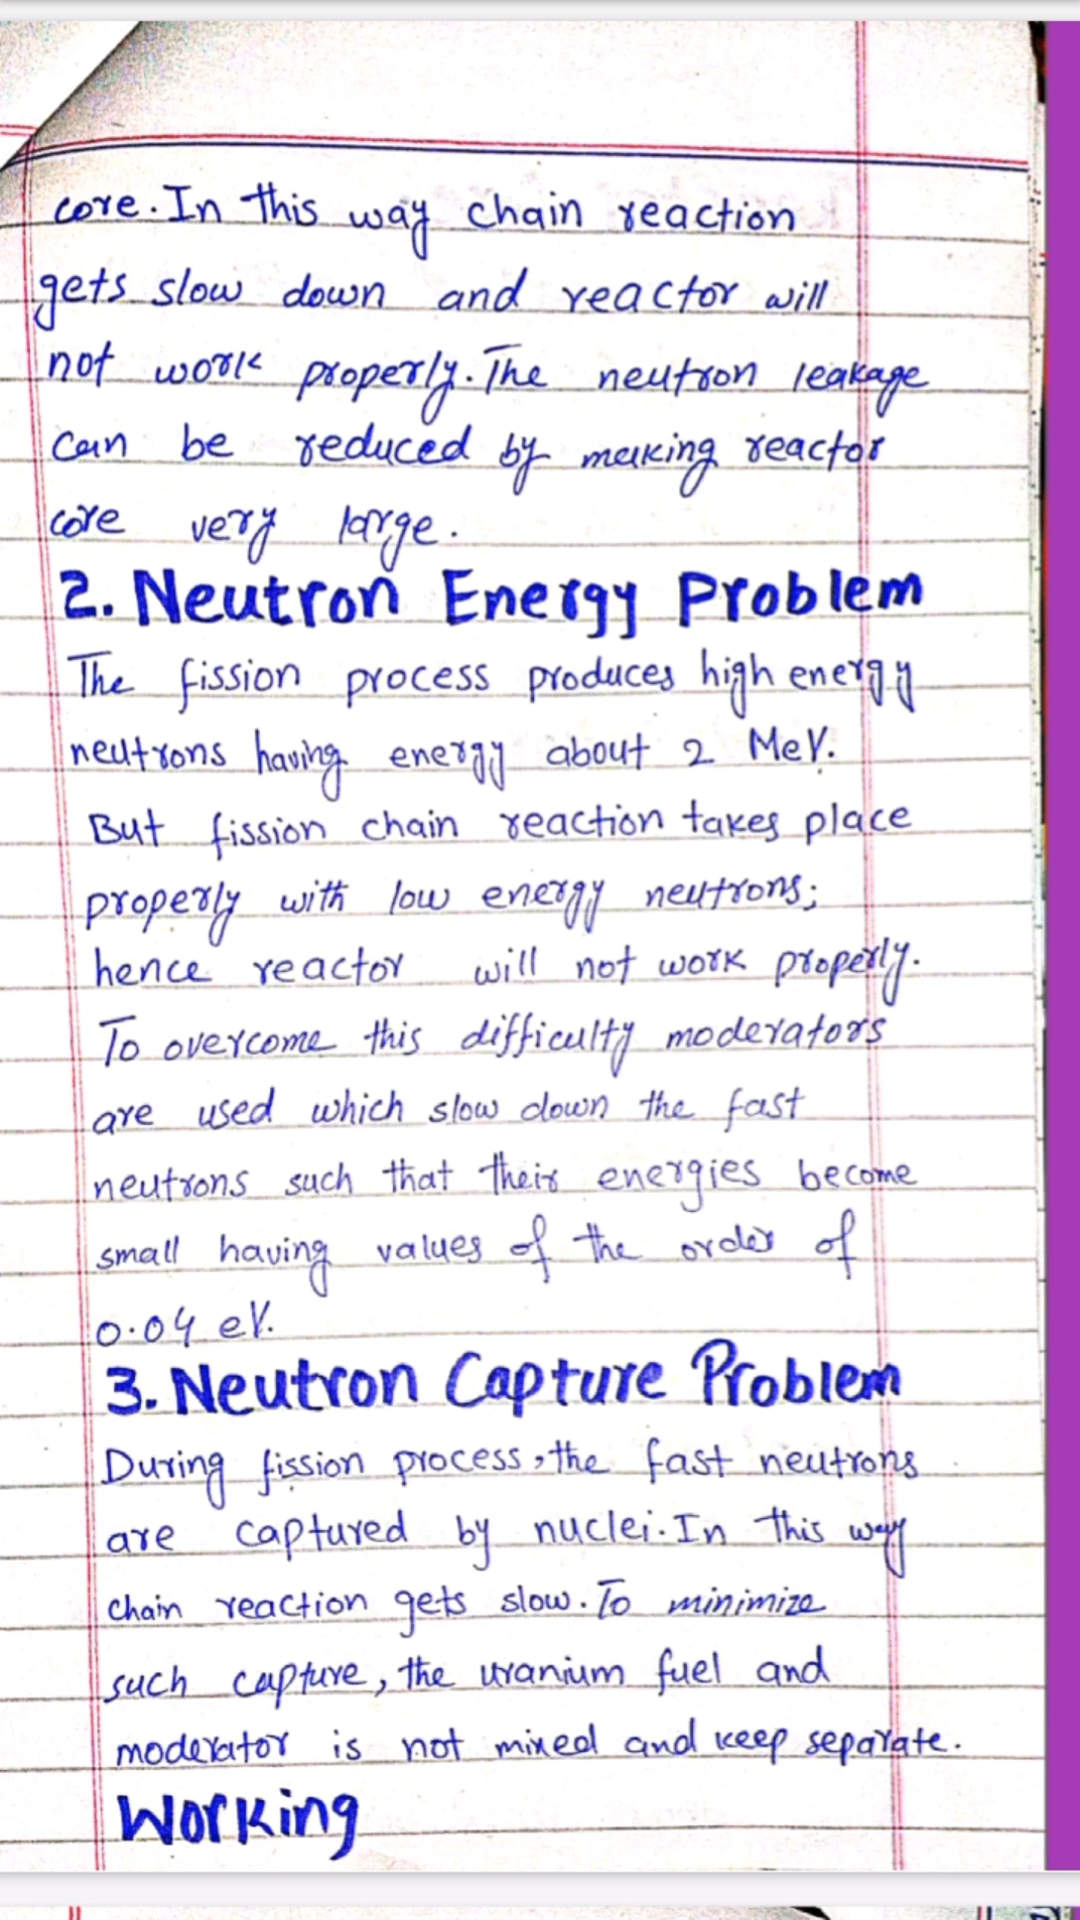 core. In this way chain reaction
gets slow down and reactor will
not work properly. The neutron leakage
can be reduced by making reactor
core very large.
2. Neutron Energy Problem
The fission process produces high energy
neutrons having energy about 2 MeV.
But fission chain reaction takes place
properly with low energy neutrons;
hence reactor will not work properly.
To overcome this difficulty moderators
are used which slow down the fast
neutrons such that their energies become
small having values of the order of
0.04 eV.
3. Neutron Capture Problem
During fission process, the fast neutrons
are captured by nuclei. In this way
chain reaction gets slow. To minimize
such capture, the uranium fuel and
moderator is not mixed and keep separate.
Working